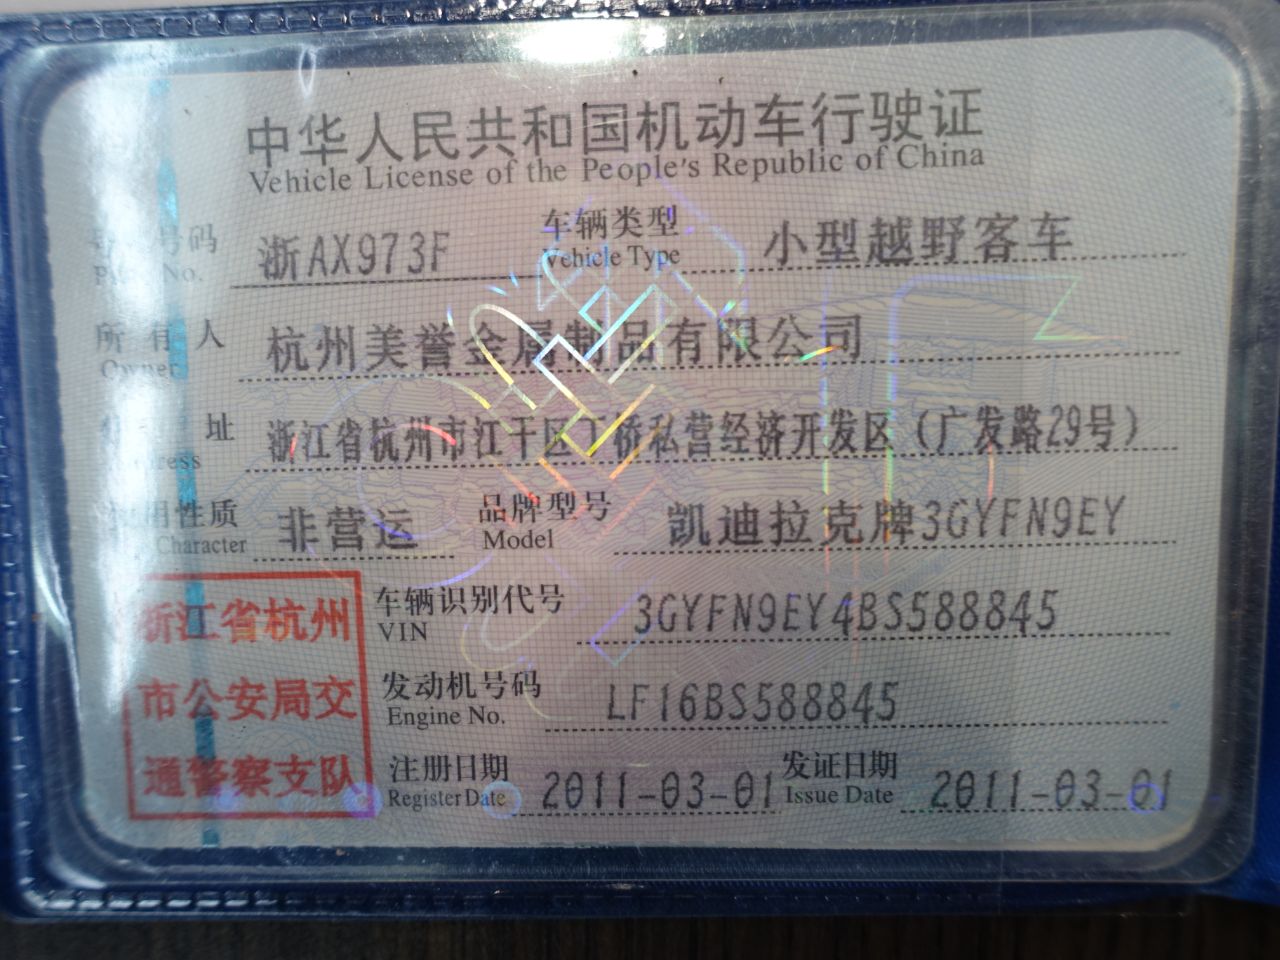 中华人民共和国机动车行驶证
Vehicle License of the People's Republic of China
号码 浙AX973F 车辆类型 小型越野客车
No. Vehicle Type
所有人 杭州美誉金属制品有限公司
Owner
址 浙江省杭州市江干区丁桥私营经济开发区（广发路29号）
使用性质 非营运 品牌型号 凯迪拉克牌3GYFN9EY
Character Model
浙江省杭州
市公安局交
通警察支队
车辆识别代号 3GYFN9EY4BS588845
VIN
发动机号码 LF16BS588845
Engine No.
注册日期 2011-03-01 发证日期 2011-03-01
Register Date Issue Date